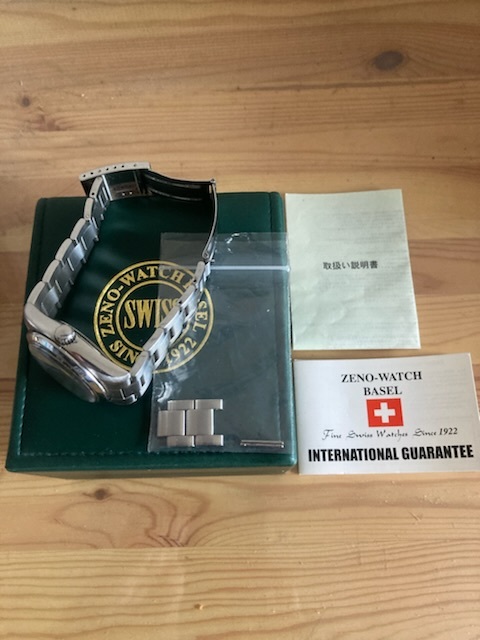 ZENO-WATCH BASEL
SWISS
SINCE 1922
取扱い説明書
ZENO-WATCH
BASEL
Fine Swiss Watches Since 1922
INTERNATIONAL GUARANTEE